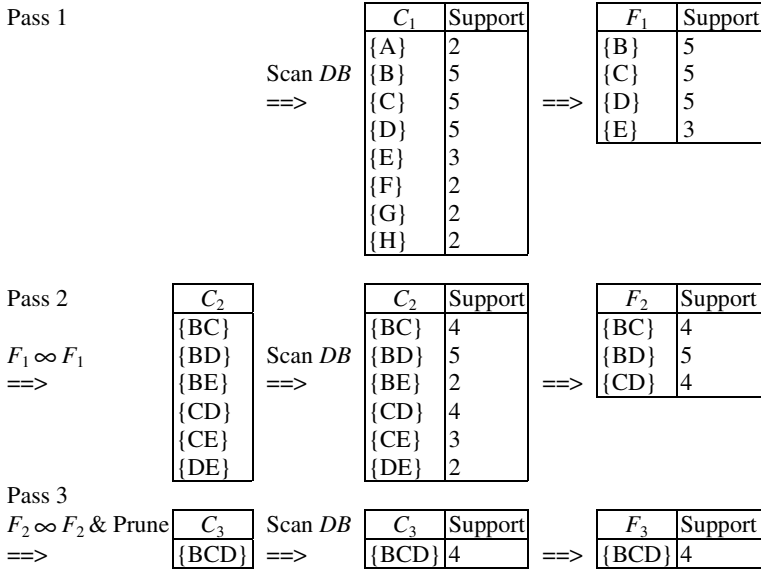 Pass 1 C1 Support F1 Support
{A} 2 {B} 5
Scan DB {B} 5 {C} 5
==> {C} 5 ==> {D} 5
{D} 5 {E} 3
{E} 3
{F} 2
{G} 2
{H} 2
Pass 2 C2 C2 Support F2 Support
{BC} {BC} 4 {BC} 4
F1 ∞ F1 {BD} Scan DB {BD} 5 {BD} 5
==> {BE} ==> {BE} 2 ==> {CD} 4
{CD} {CD} 4
{CE} {CE} 3
{DE} {DE} 2
Pass 3
F2 ∞ F2 & Prune C3 Scan DB C3 Support F3 Support
==> {BCD} ==> {BCD} 4 ==> {BCD} 4